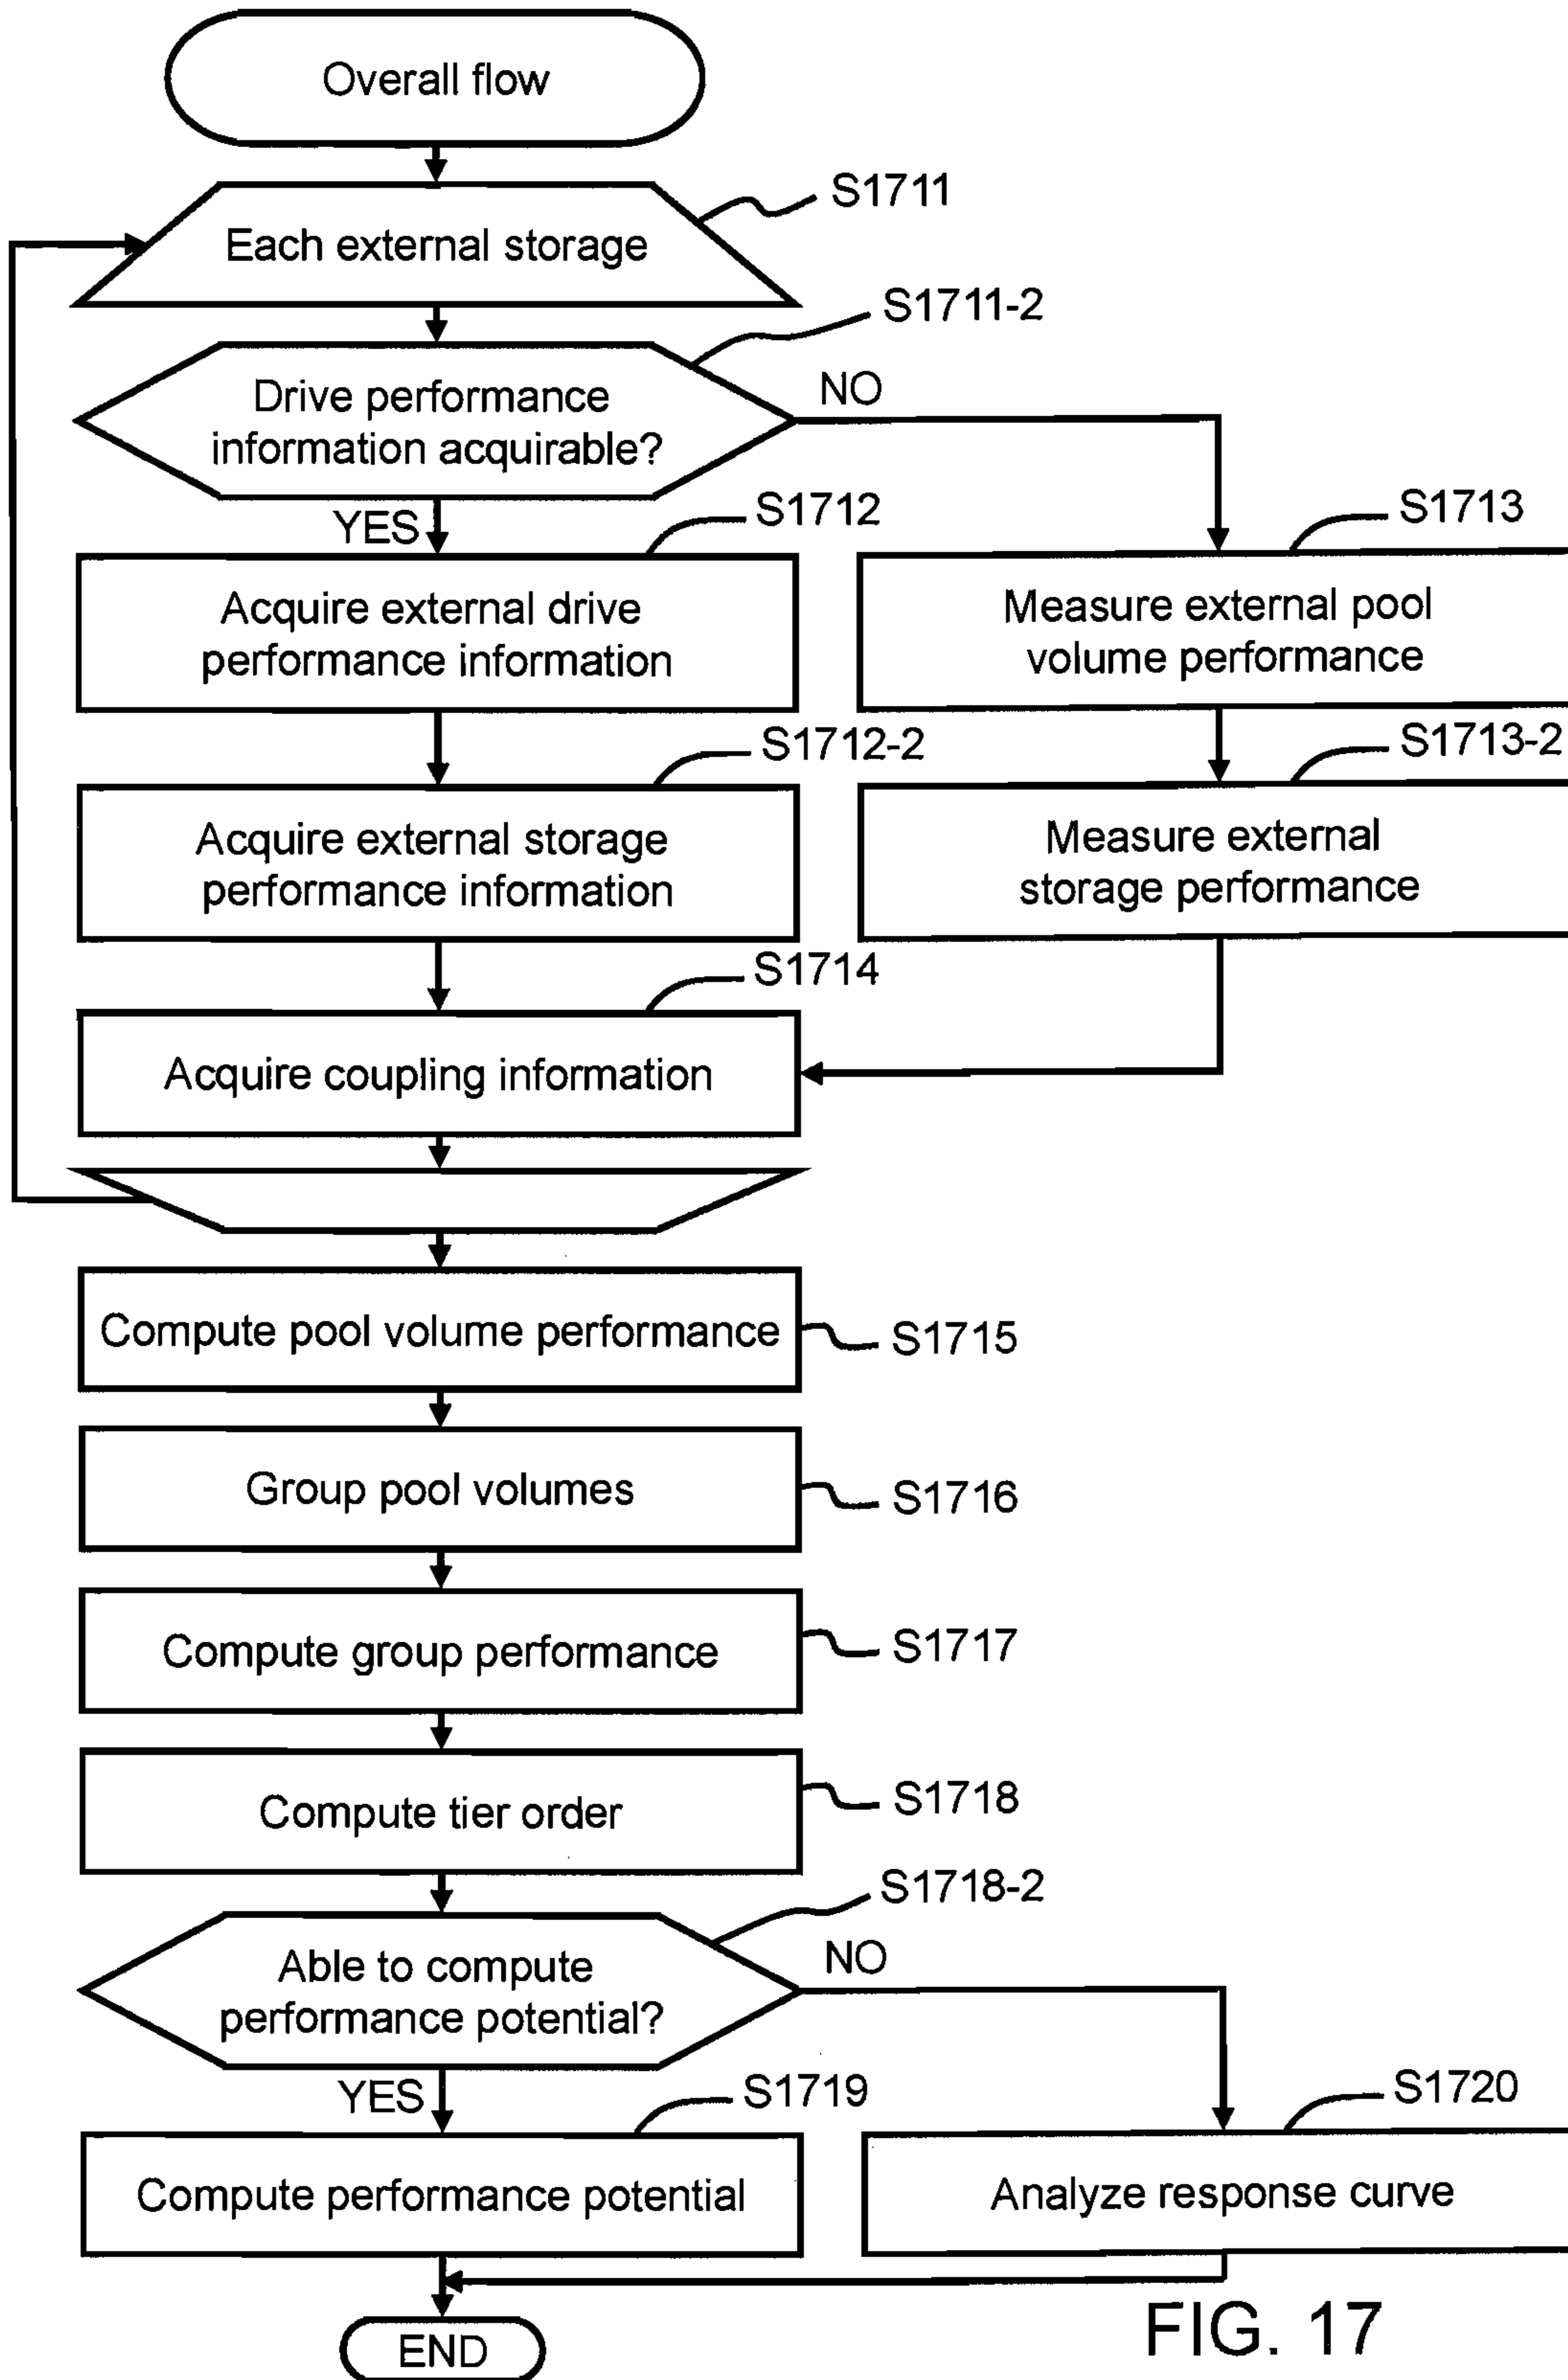 Overall flow
S1711
Each external storage
S1711-2
Drive performance
information acquirable?
NO
YES
S1712
S1713
Acquire external drive
performance information
Measure external pool
volume performance
S1712-2
S1713-2
Acquire external storage
performance information
Measure external
storage performance
S1714
Acquire coupling information
Compute pool volume performance
S1715
Group pool volumes
S1716
Compute group performance
S1717
Compute tier order
S1718
S1718-2
Able to compute
performance potential?
NO
YES
S1719
S1720
Compute performance potential
Analyze response curve
END
FIG. 17